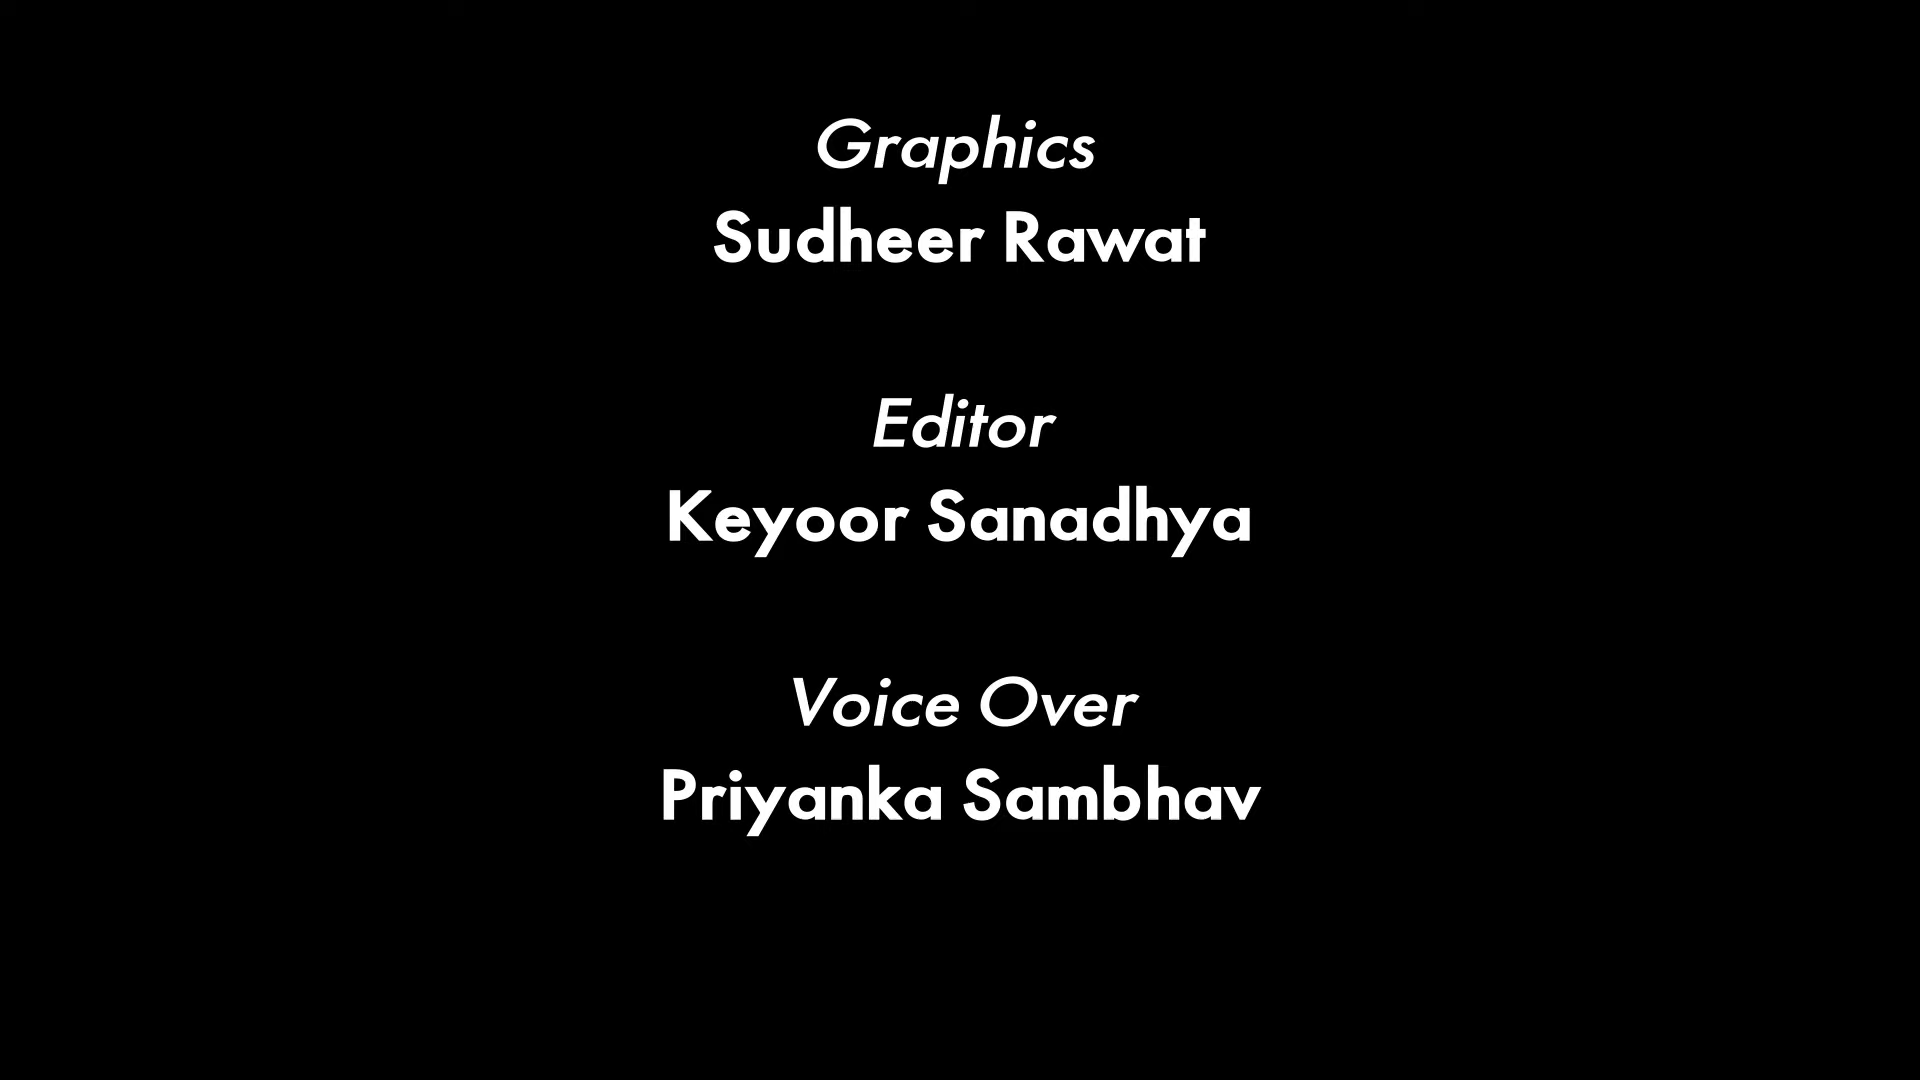 Graphics
Sudheer Rawat
Editor
Keyoor Sanadhya
Voice Over
Priyanka Sambhav